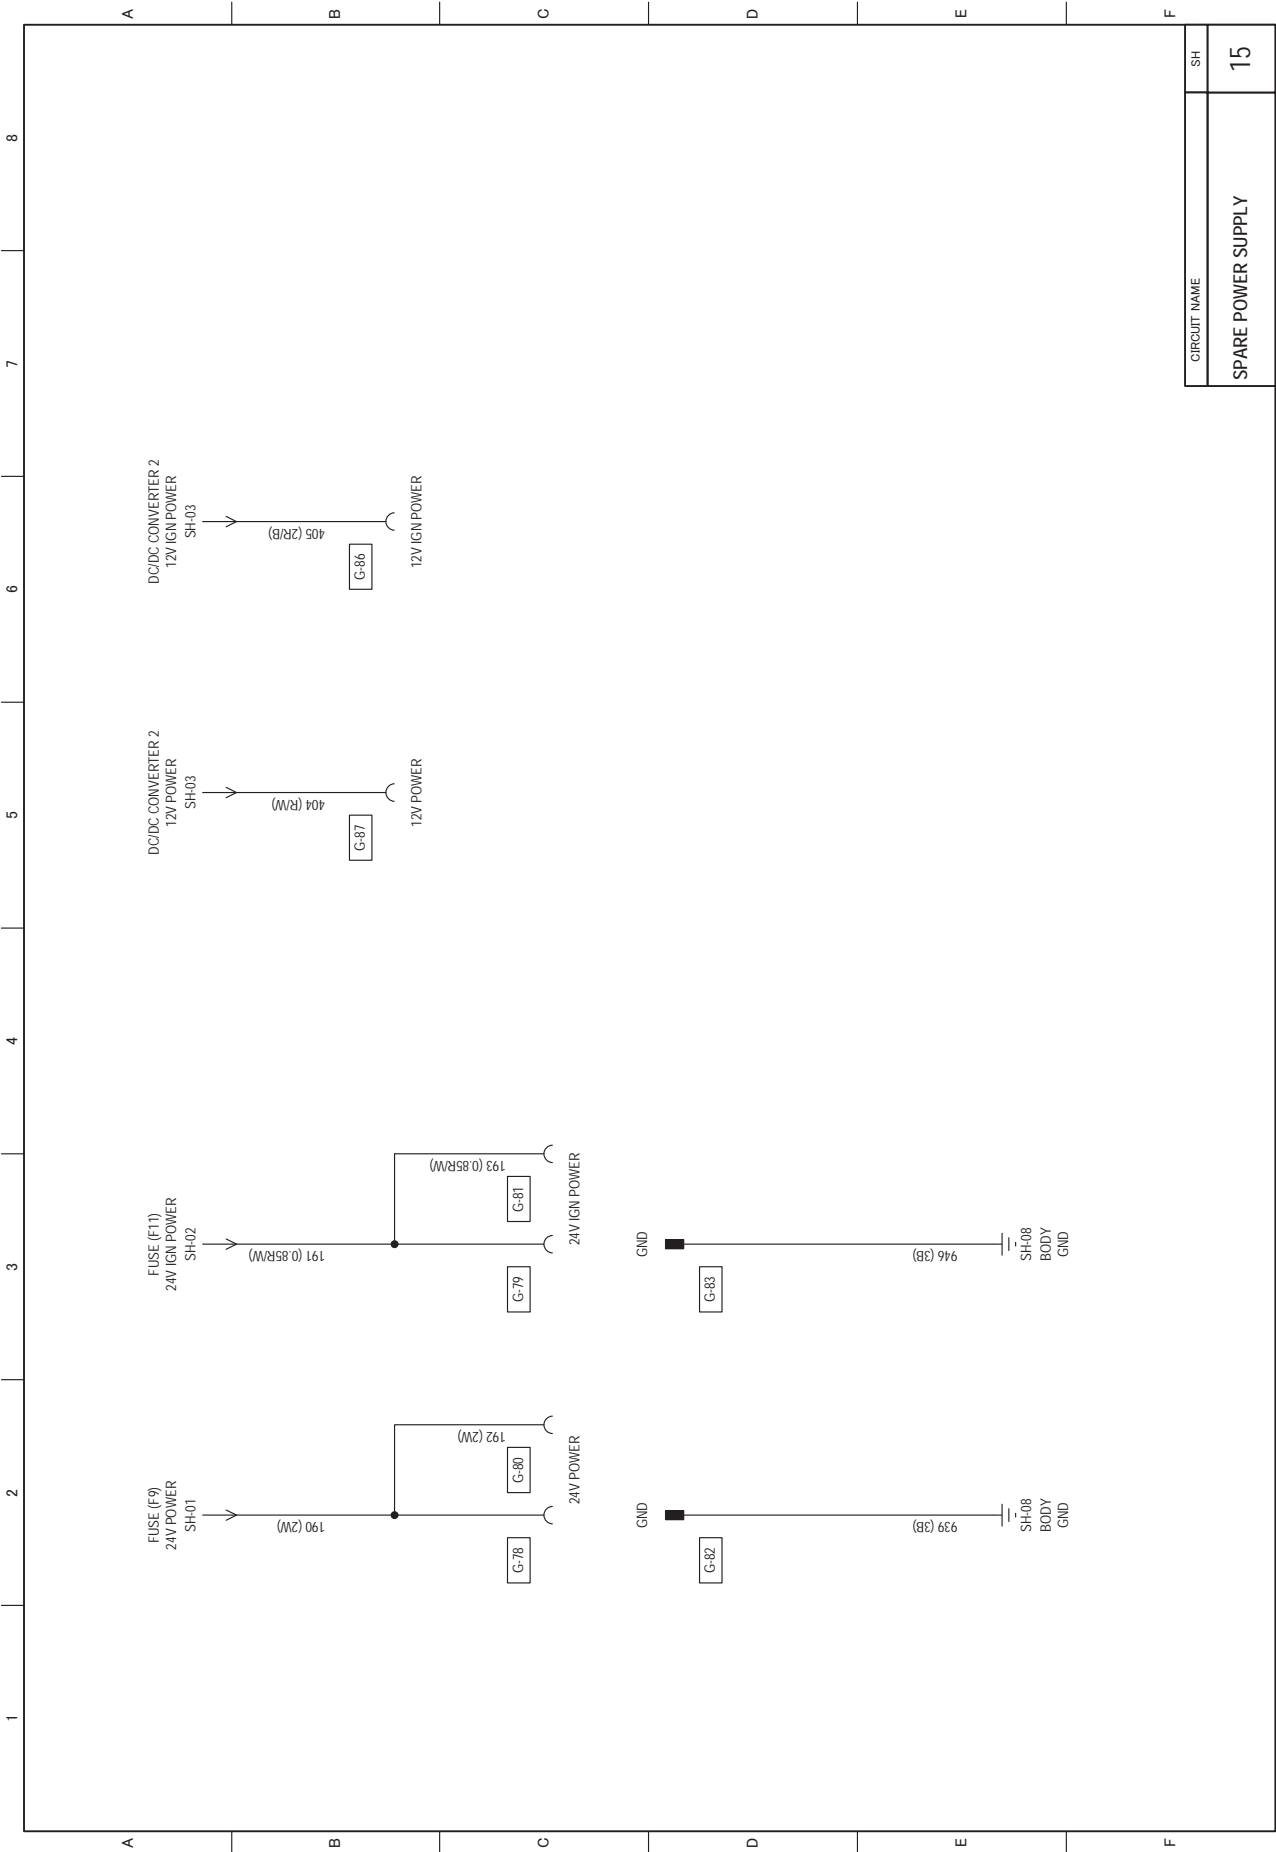 1
2
3
4
5
6
7
8
A
B
C
D
E
F
FUSE (F9)
24V POWER
SH-01
190 (2W)
192 (2W)
G-78
G-80
24V POWER
GND
G-82
939 (3B)
SH-08
BODY
GND
FUSE (F11)
24V IGN POWER
SH-02
191 (0.85R/W)
193 (0.85R/W)
G-79
G-81
24V IGN POWER
GND
G-83
946 (3B)
SH-08
BODY
GND
DC/DC CONVERTER 2
12V POWER
SH-03
404 (R/W)
G-87
12V POWER
DC/DC CONVERTER 2
12V IGN POWER
SH-03
405 (2R/B)
G-86
12V IGN POWER
A
B
C
D
E
F
CIRCUIT NAME
SH
SPARE POWER SUPPLY
15